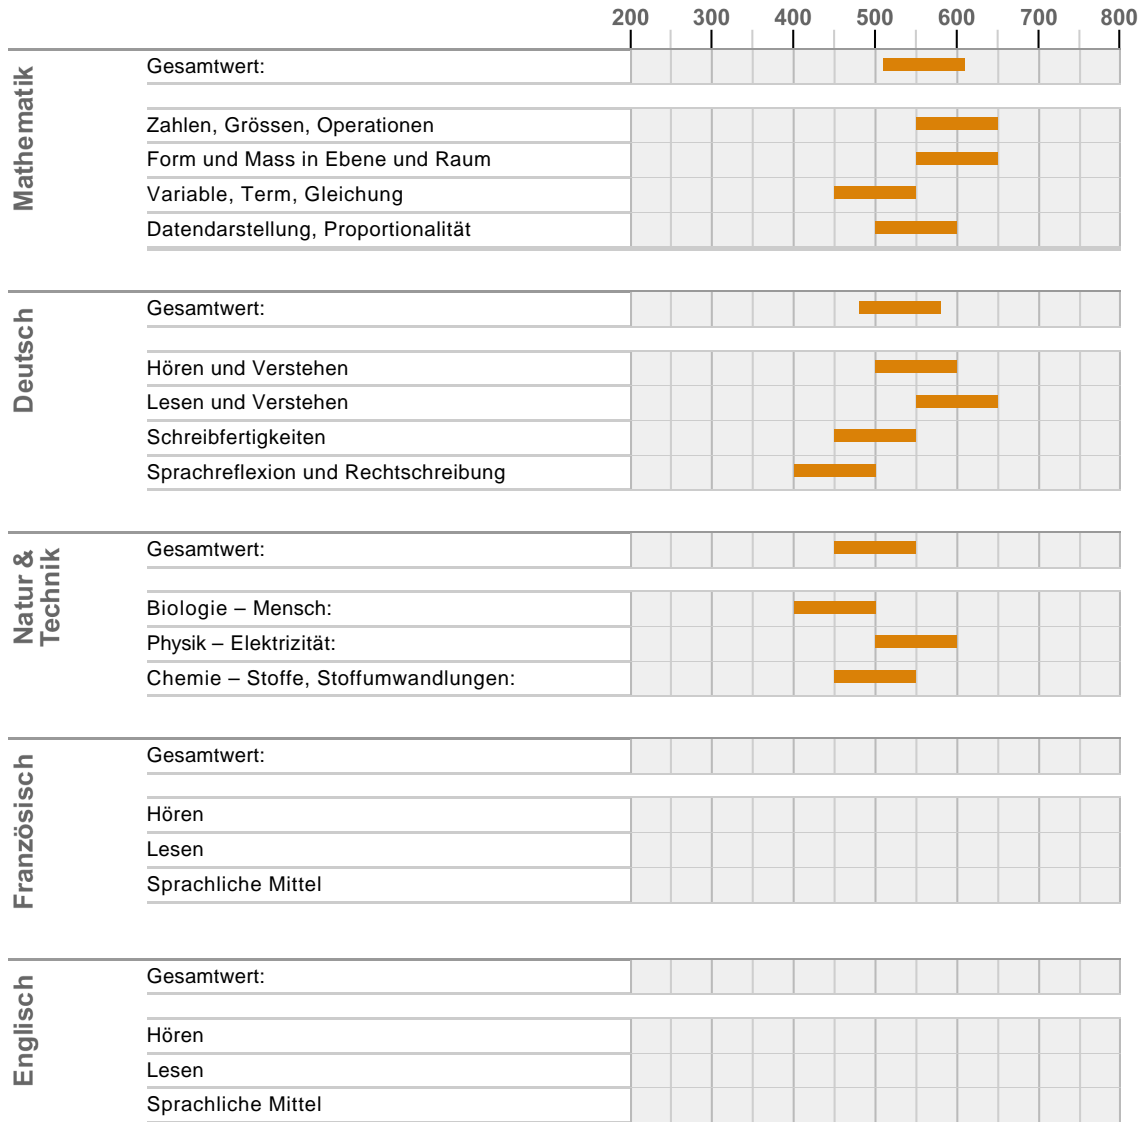 200 300 400 500 600 700 800
Mathematik
Gesamtwert:
Zahlen, Grössen, Operationen
Form und Mass in Ebene und Raum
Variable, Term, Gleichung
Datendarstellung, Proportionalität
Deutsch
Gesamtwert:
Hören und Verstehen
Lesen und Verstehen
Schreibfertigkeiten
Sprachreflexion und Rechtschreibung
Natur &
Technik
Gesamtwert:
Biologie – Mensch:
Physik – Elektrizität:
Chemie – Stoffe, Stoffumwandlungen:
Französisch
Gesamtwert:
Hören
Lesen
Sprachliche Mittel
Englisch
Gesamtwert:
Hören
Lesen
Sprachliche Mittel